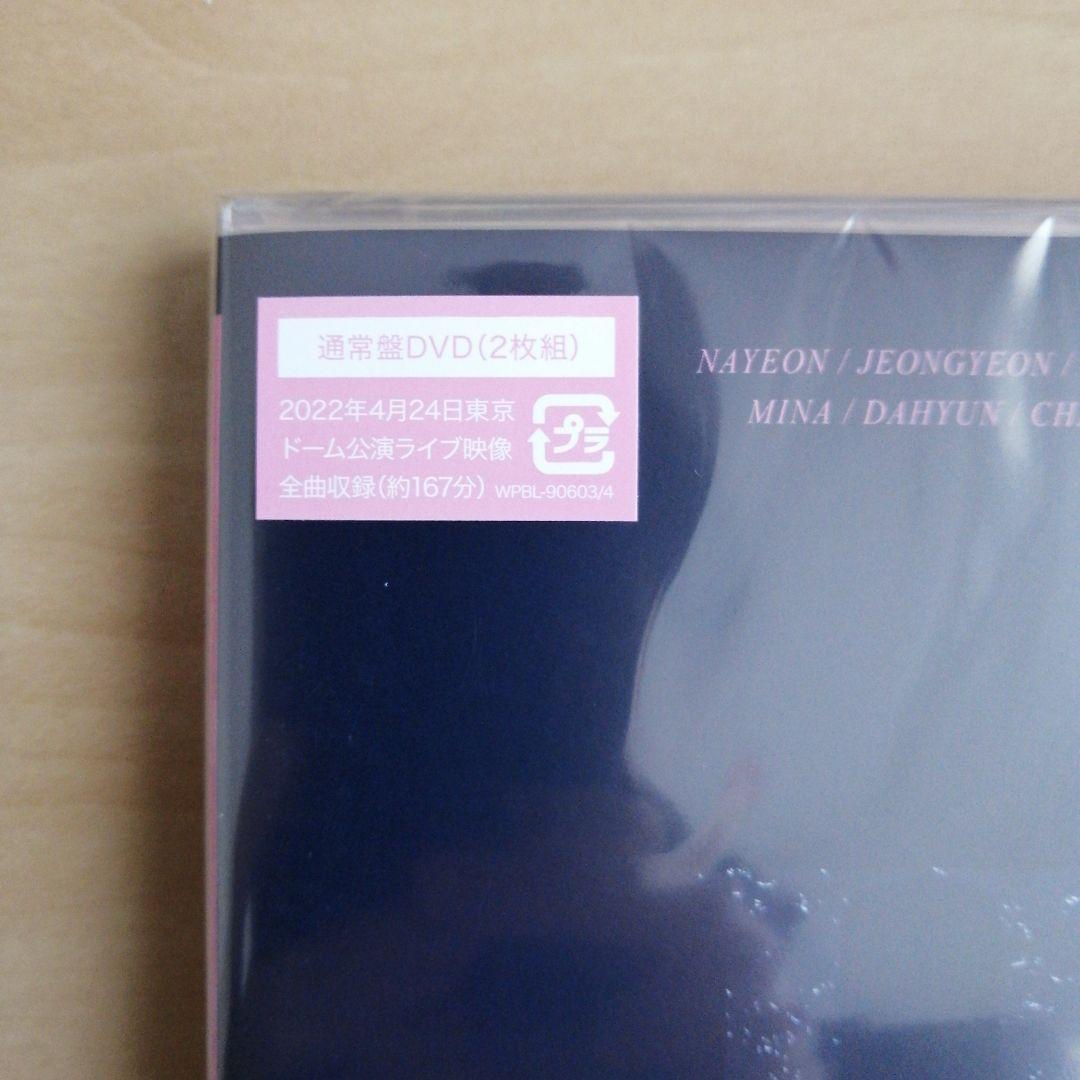 通常盤DVD(2枚組)
2022年4月24日東京
ドーム公演ライブ映像
全曲収録(約167分) WPBL-90603/4
プラ
NAYEON / JEONGYEON /
MINA / DAHYUN /